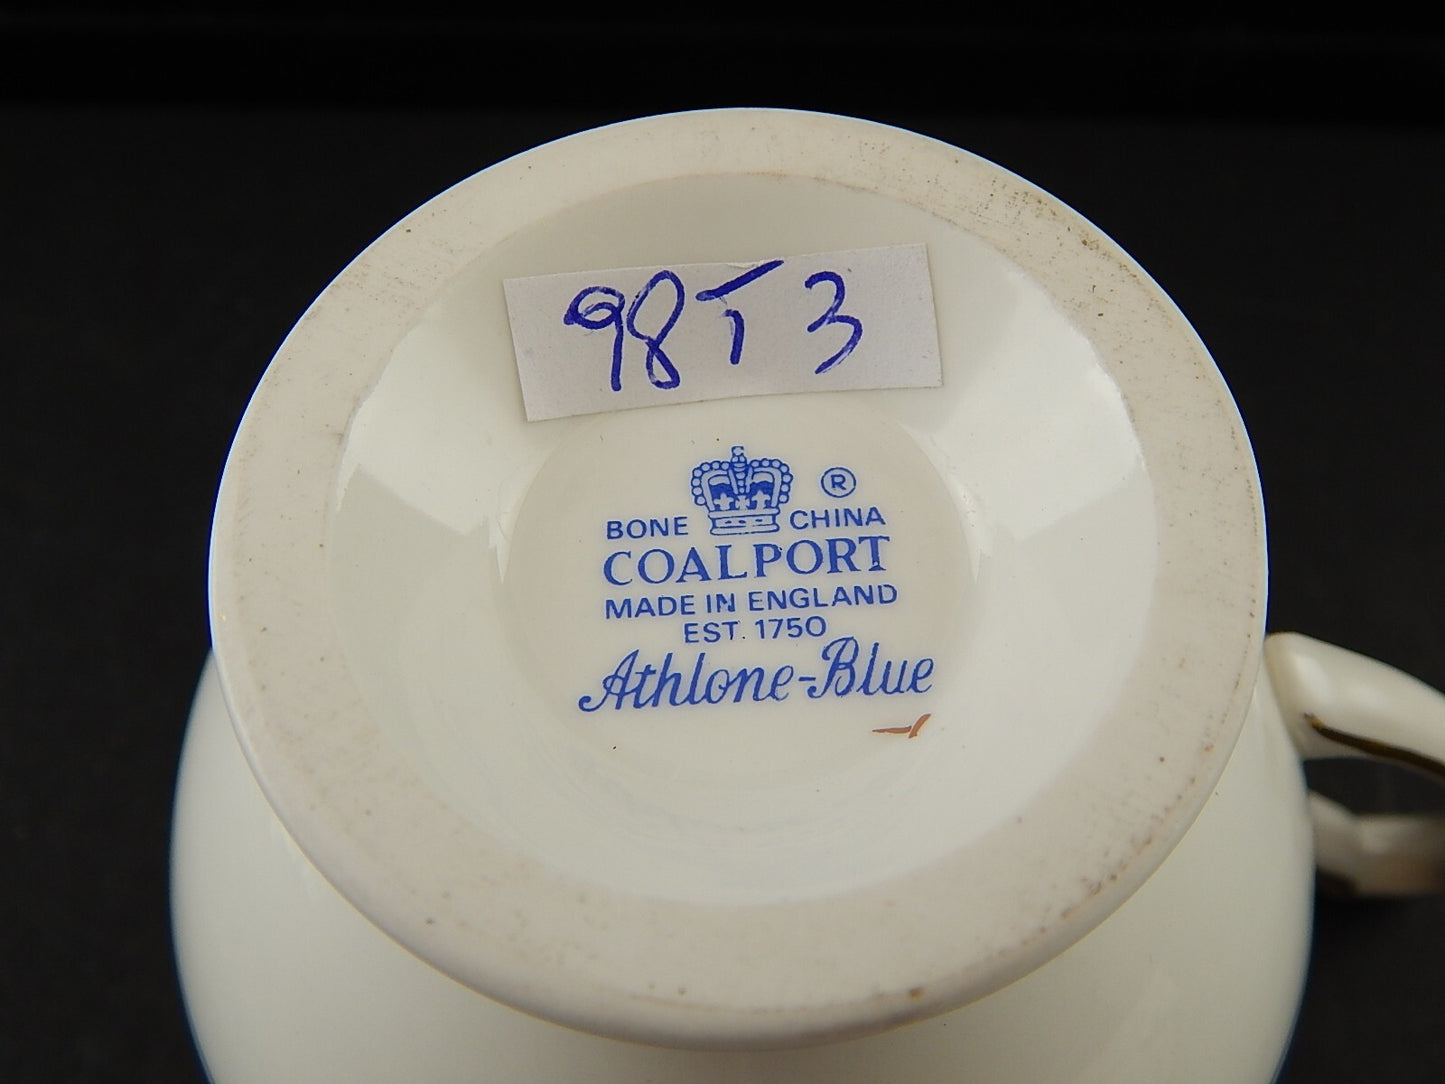 98T3
®
BONE CHINA
COALPORT
MADE IN ENGLAND
EST. 1750
Athlone-Blue